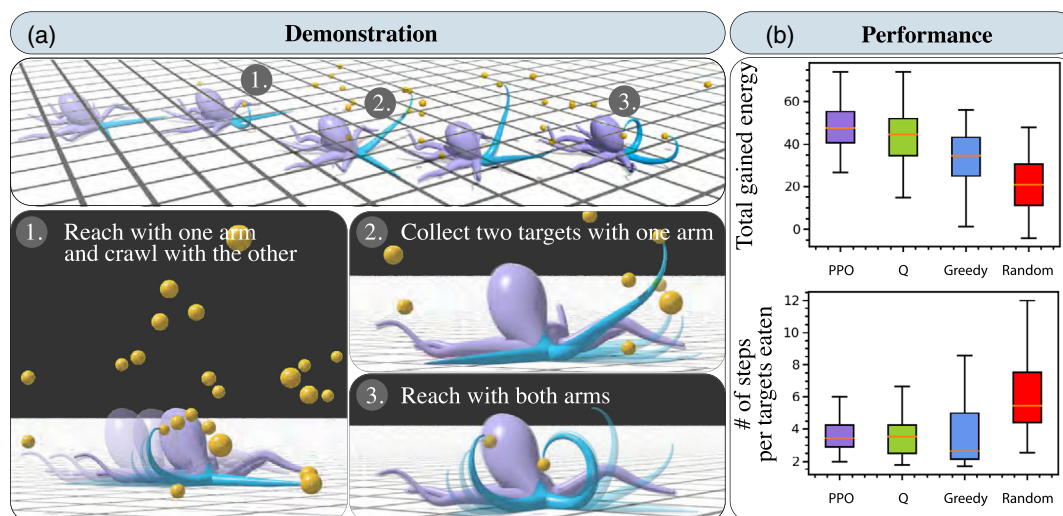 (a)
Demonstration
1.
2.
3.
1.
Reach with one arm
and crawl with the other
2.
Collect two targets with one arm
3.
Reach with both arms
(b)
Performance
Total gained energy
60
40
20
0
PPO Q Greedy Random
# of steps
per targets eaten
12
10
8
6
4
2
PPO Q Greedy Random